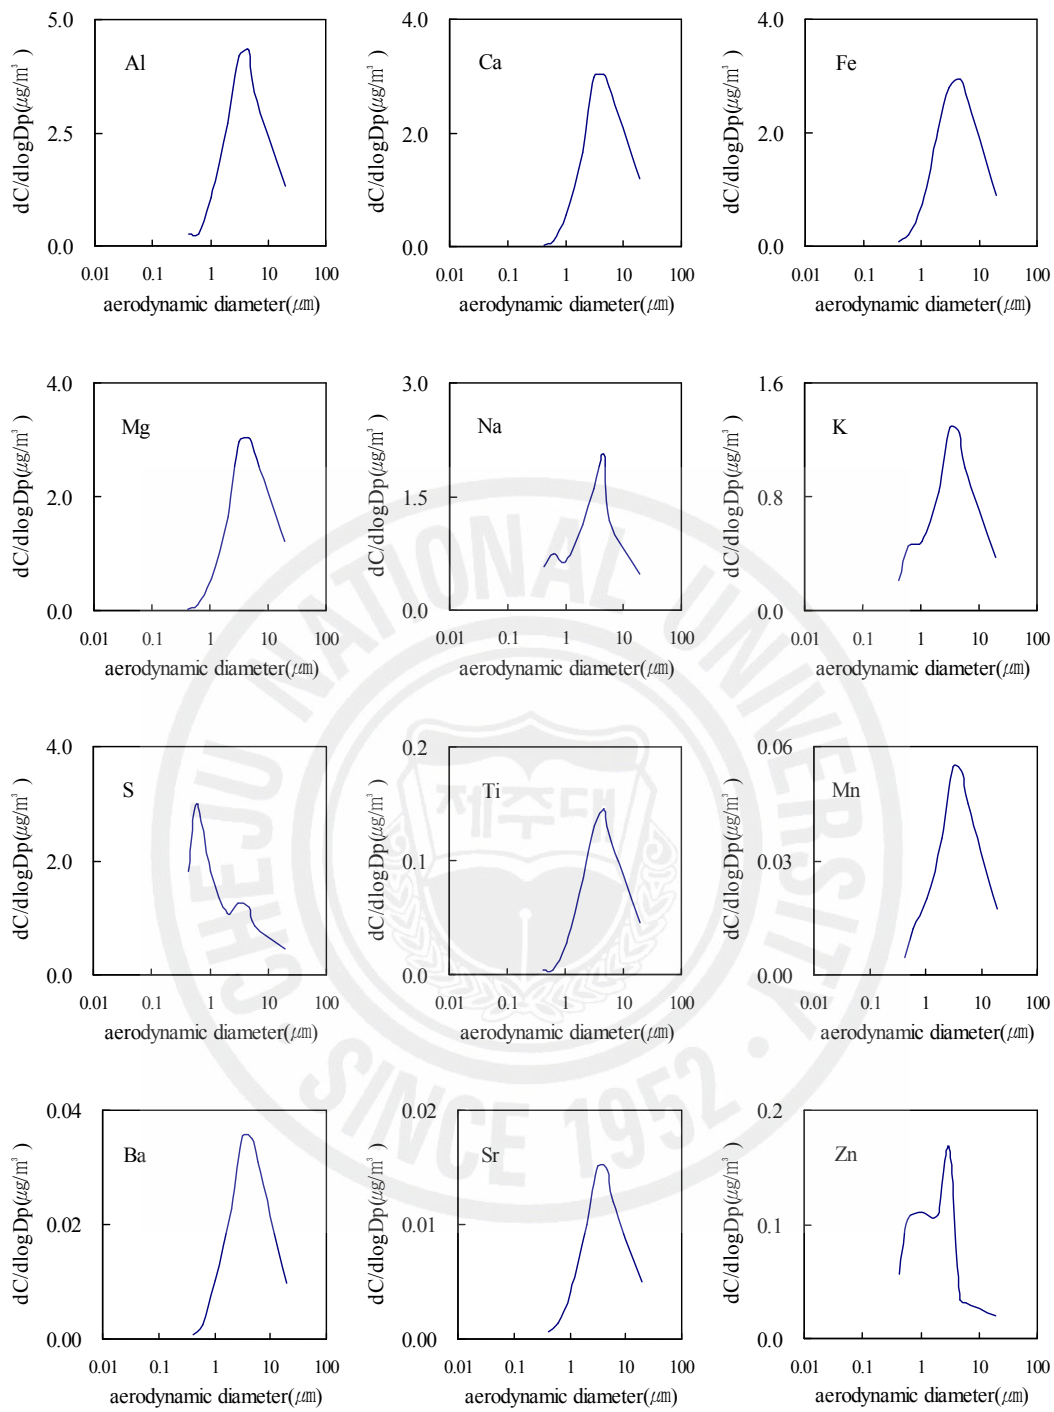 5.0 4.0 4.0
Al Ca Fe
dC/dlogDp(μg/m³) dC/dlogDp(μg/m³) dC/dlogDp(μg/m³)
2.5 2.0 2.0
0.0 0.0 0.0
0.01 0.1 1 10 100 0.01 0.1 1 10 100 0.01 0.1 1 10 100
aerodynamic diameter(μm) aerodynamic diameter(μm) aerodynamic diameter(μm)
4.0 3.0 1.6
Mg Na K
dC/dlogDp(μg/m³) dC/dlogDp(μg/m³) dC/dlogDp(μg/m³)
2.0 1.5 0.8
0.0 0.0 0.0
0.01 0.1 1 10 100 0.01 0.1 1 10 100 0.01 0.1 1 10 100
aerodynamic diameter(μm) aerodynamic diameter(μm) aerodynamic diameter(μm)
4.0 0.2 0.06
S Ti Mn
dC/dlogDp(μg/m³) dC/dlogDp(μg/m³) dC/dlogDp(μg/m³)
2.0 0.1 0.03
0.0 0.0 0.00
0.01 0.1 1 10 100 0.01 0.1 1 10 100 0.01 0.1 1 10 100
aerodynamic diameter(μm) aerodynamic diameter(μm) aerodynamic diameter(μm)
0.04 0.02 0.2
Ba Sr Zn
dC/dlogDp(μg/m³) dC/dlogDp(μg/m³) dC/dlogDp(μg/m³)
0.02 0.01 0.1
0.00 0.00 0.0
0.01 0.1 1 10 100 0.01 0.1 1 10 100 0.01 0.1 1 10 100
aerodynamic diameter(μm) aerodynamic diameter(μm) aerodynamic diameter(μm)
CHEJU NATIONAL UNIVERSITY •
제주대
SINCE 1952